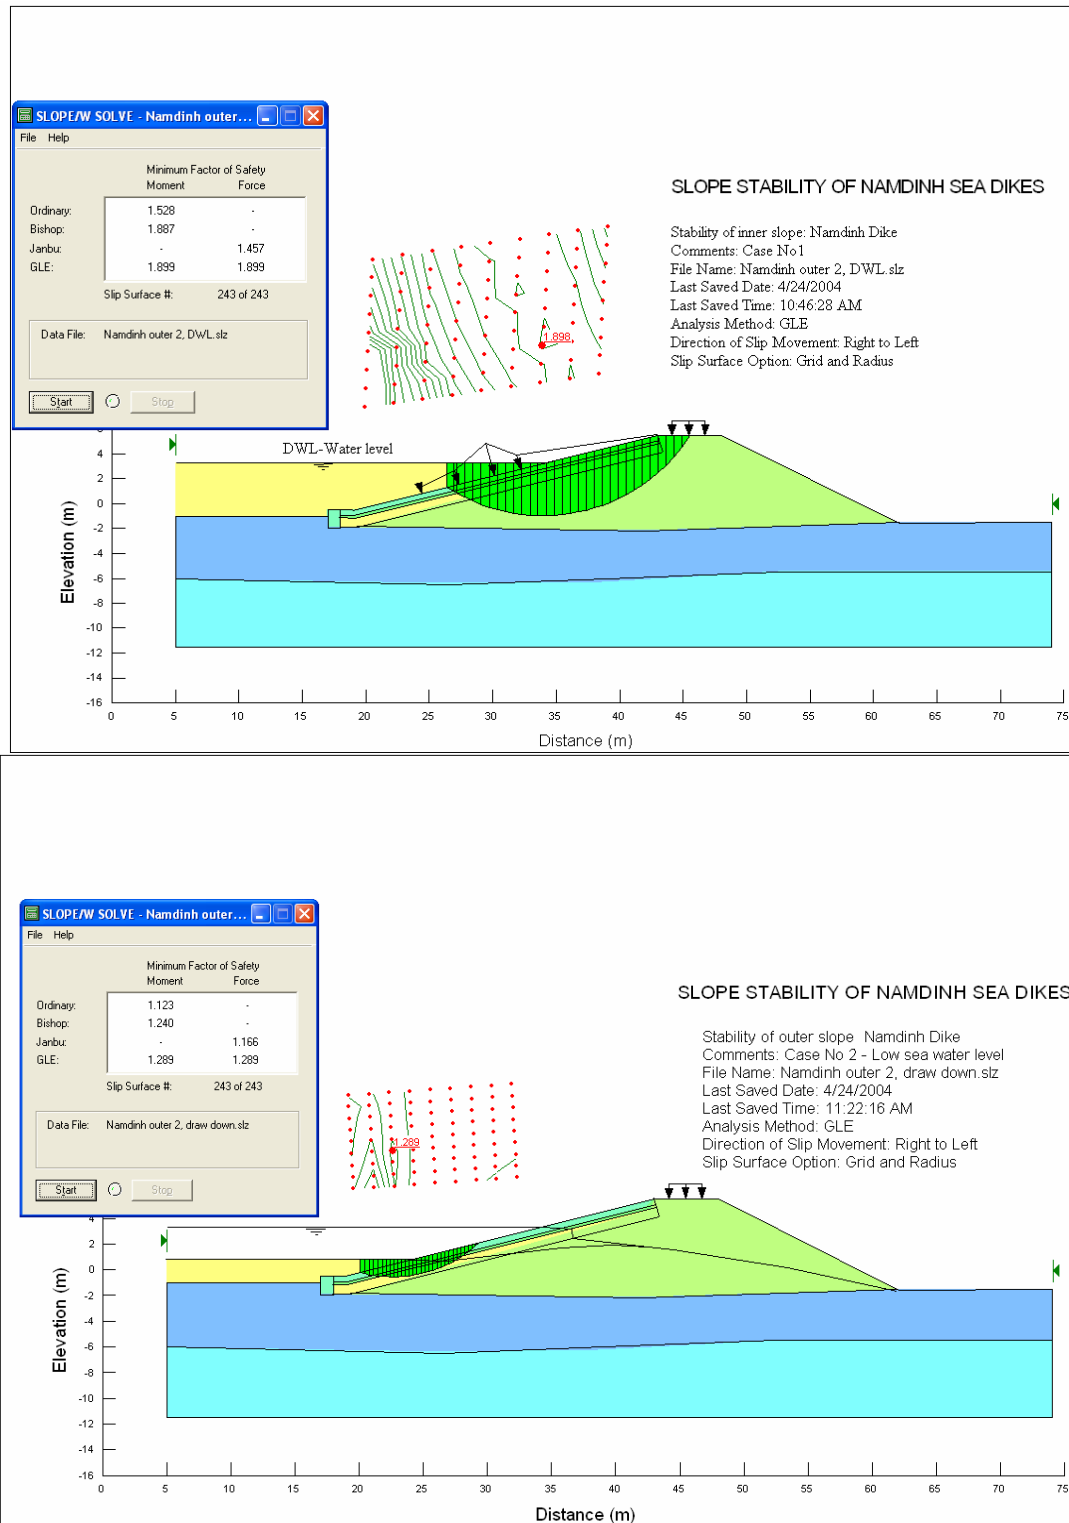 SLOPE/W SOLVE - Namdinh outer...
File Help
Minimum Factor of Safety
Moment Force
Ordinary: 1.528 -
Bishop: 1.887 -
Janbu: - 1.457
GLE: 1.899 1.899
Slip Surface #: 243 of 243
Data File: Namdinh outer 2, DWL.slz
Start Stop
SLOPE STABILITY OF NAMDINH SEA DIKES
Stability of inner slope: Namdinh Dike
Comments: Case No1
File Name: Namdinh outer 2, DWL.slz
Last Saved Date: 4/24/2004
Last Saved Time: 10:46:28 AM
Analysis Method: GLE
Direction of Slip Movement: Right to Left
Slip Surface Option: Grid and Radius
1.898
DWL-Water level
Elevation (m)
4
2
0
-2
-4
-6
-8
-10
-12
-14
-16
0 5 10 15 20 25 30 35 40 45 50 55 60 65 70 75
Distance (m)
SLOPE/W SOLVE - Namdinh outer...
File Help
Minimum Factor of Safety
Moment Force
Ordinary: 1.123 -
Bishop: 1.240 -
Janbu: - 1.166
GLE: 1.289 1.289
Slip Surface #: 243 of 243
Data File: Namdinh outer 2, draw down.slz
Start Stop
SLOPE STABILITY OF NAMDINH SEA DIKES
Stability of outer slope Namdinh Dike
Comments: Case No 2 - Low sea water level
File Name: Namdinh outer 2, draw down.slz
Last Saved Date: 4/24/2004
Last Saved Time: 11:22:16 AM
Analysis Method: GLE
Direction of Slip Movement: Right to Left
Slip Surface Option: Grid and Radius
1.289
Elevation (m)
4
2
0
-2
-4
-6
-8
-10
-12
-14
-16
0 5 10 15 20 25 30 35 40 45 50 55 60 65 70 75
Distance (m)